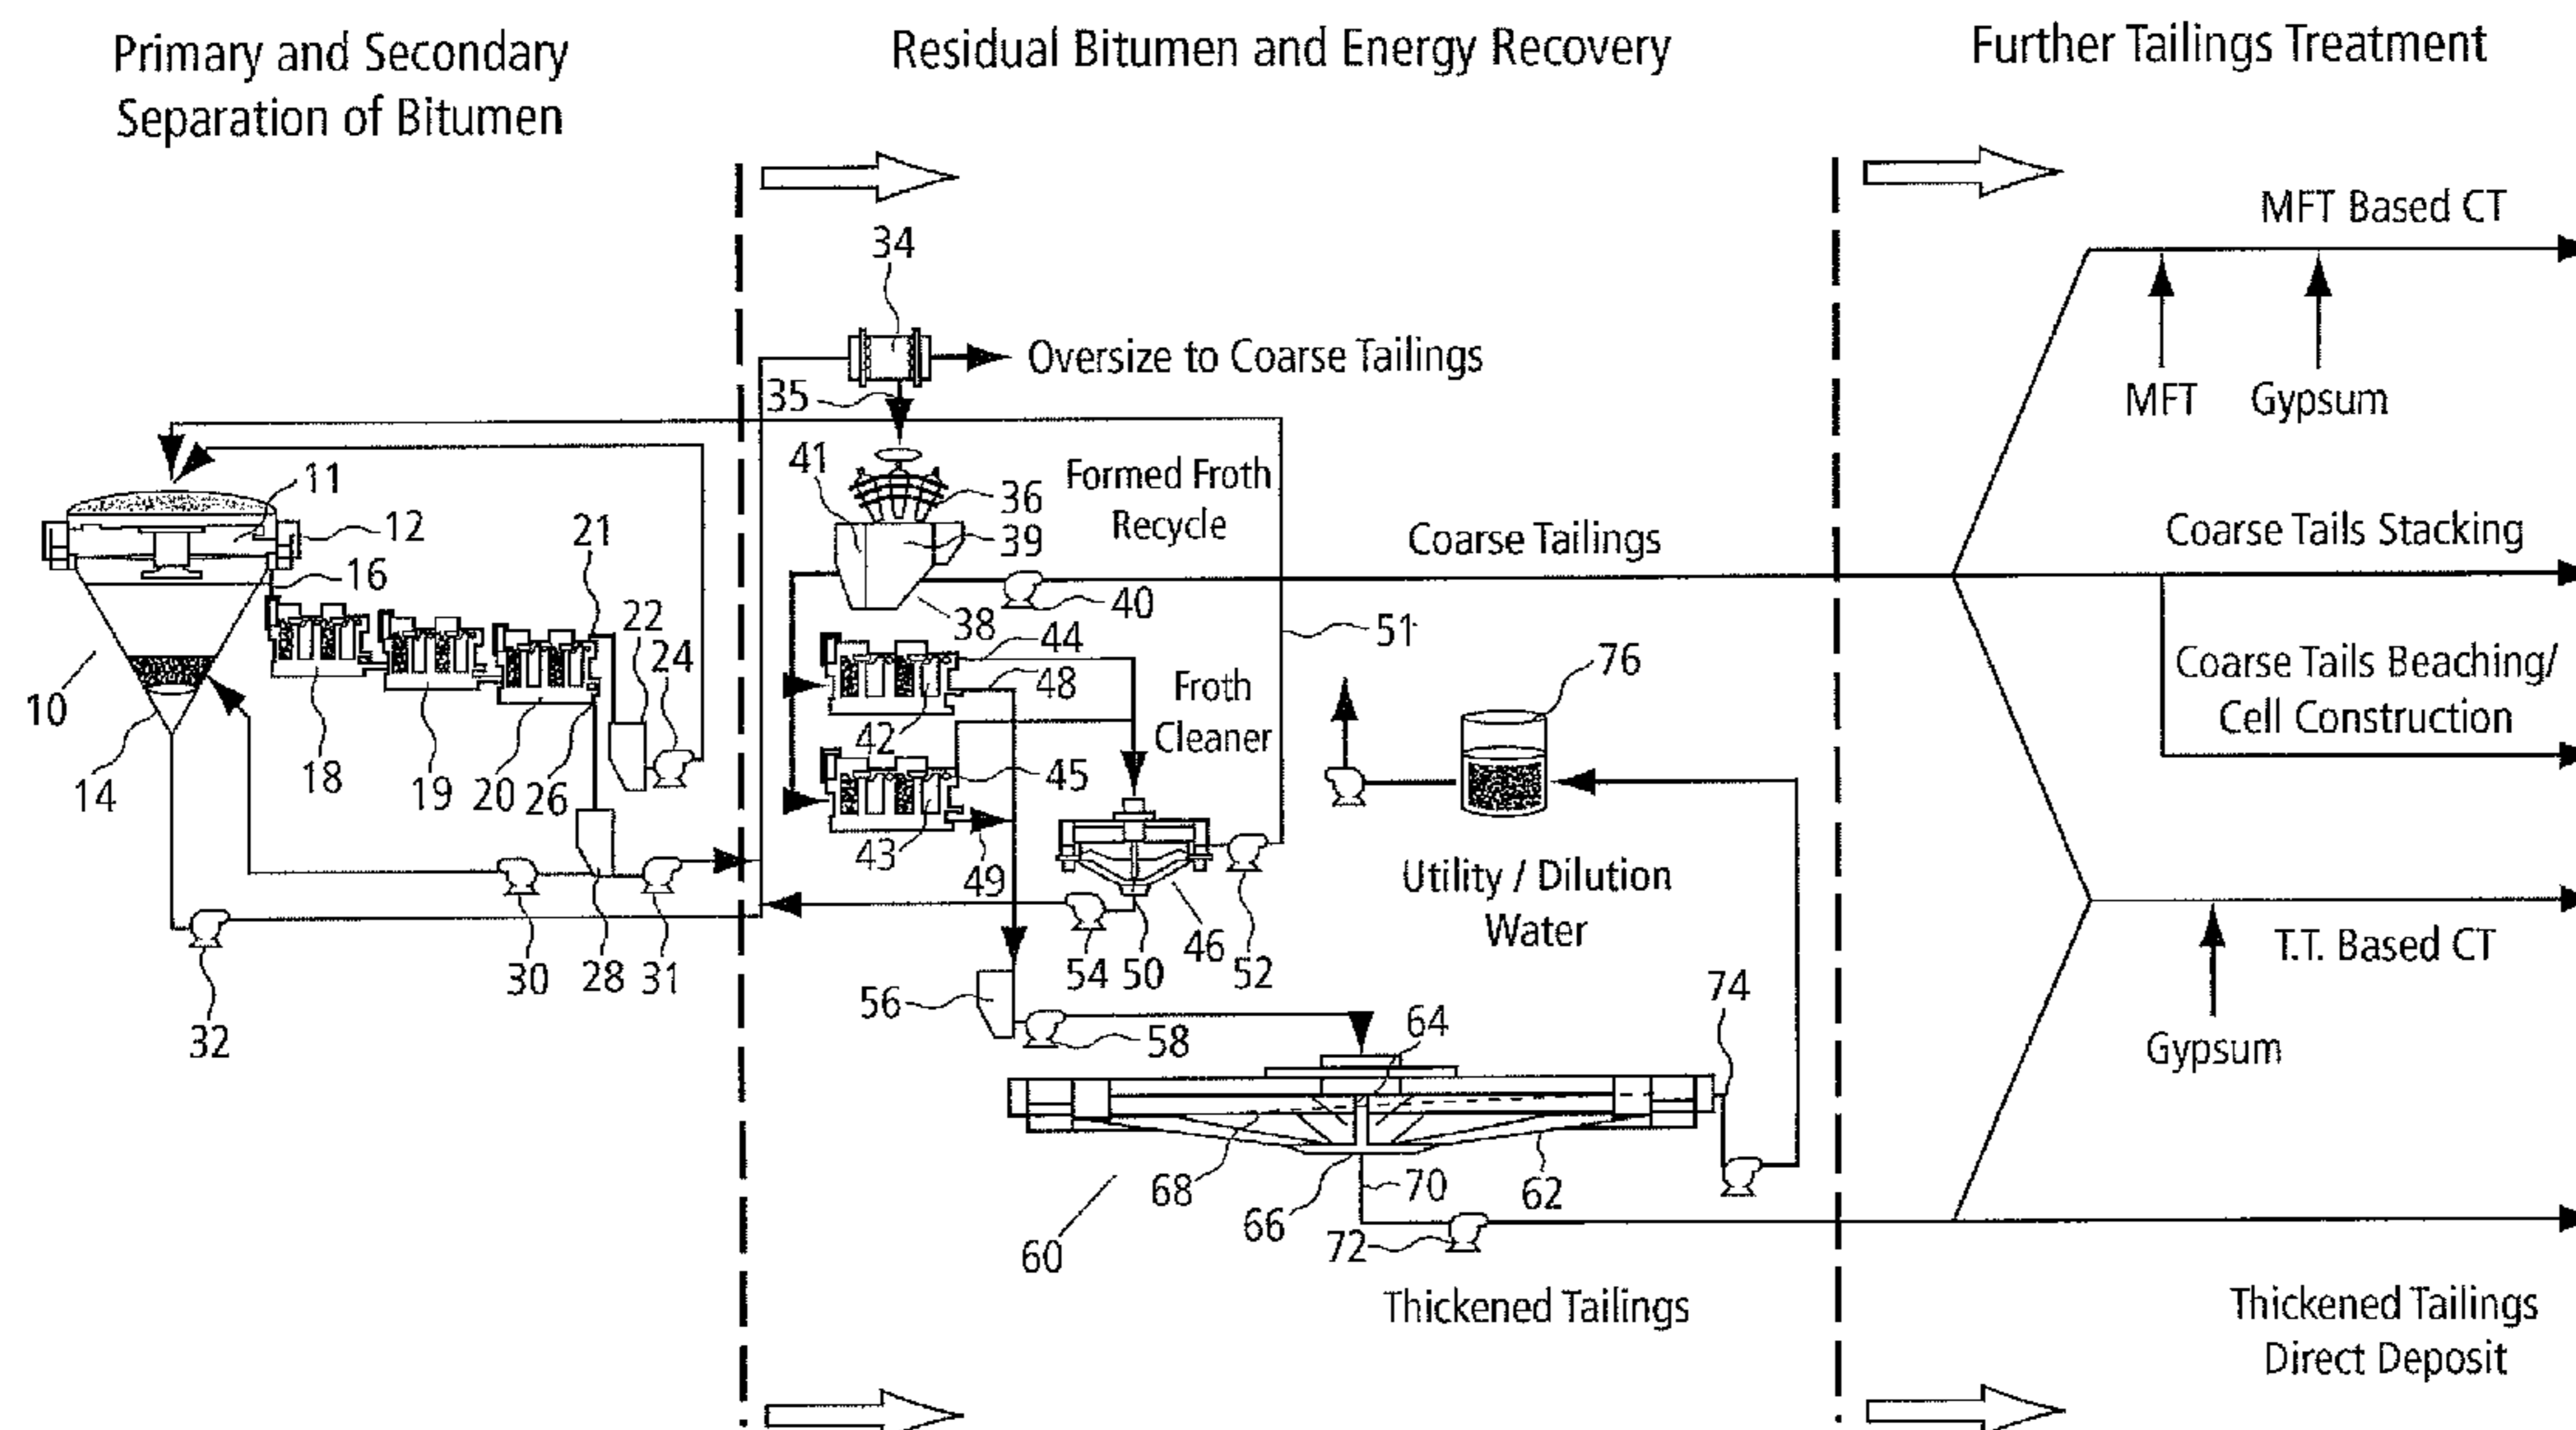 Primary and Secondary
Separation of Bitumen
Residual Bitumen and Energy Recovery
Further Tailings Treatment
MFT Based CT
34
Oversize to Coarse Tailings
35
MFT
Gypsum
41
11
36
Formed Froth
Recycle
12
21
39
Coarse Tailings
Coarse Tails Stacking
16
22
40
38
44
51
24
48
76
Coarse Tails Beaching/
Cell Construction
10
Froth
Cleaner
42
14
18
19
20
26
45
43
49
Utility / Dilution
Water
30
28
31
54
50
46
52
T.T. Based CT
32
56
58
64
74
Gypsum
68
70
62
66
60
72
Thickened Tailings
Thickened Tailings
Direct Deposit